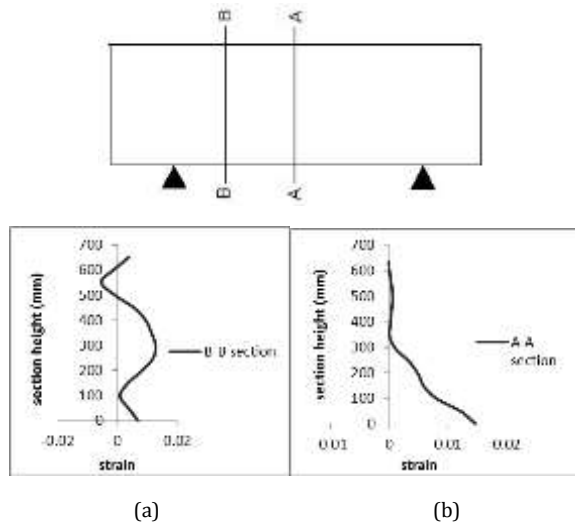 B A
B A
700
600
500
400
300
200
100
0
-0.02 0 0.02
section height (mm)
strain
B B section
700
600
500
400
300
200
100
0
0.01 0 0.01 0.02
section height (mm)
strain
A A
section
(a) (b)